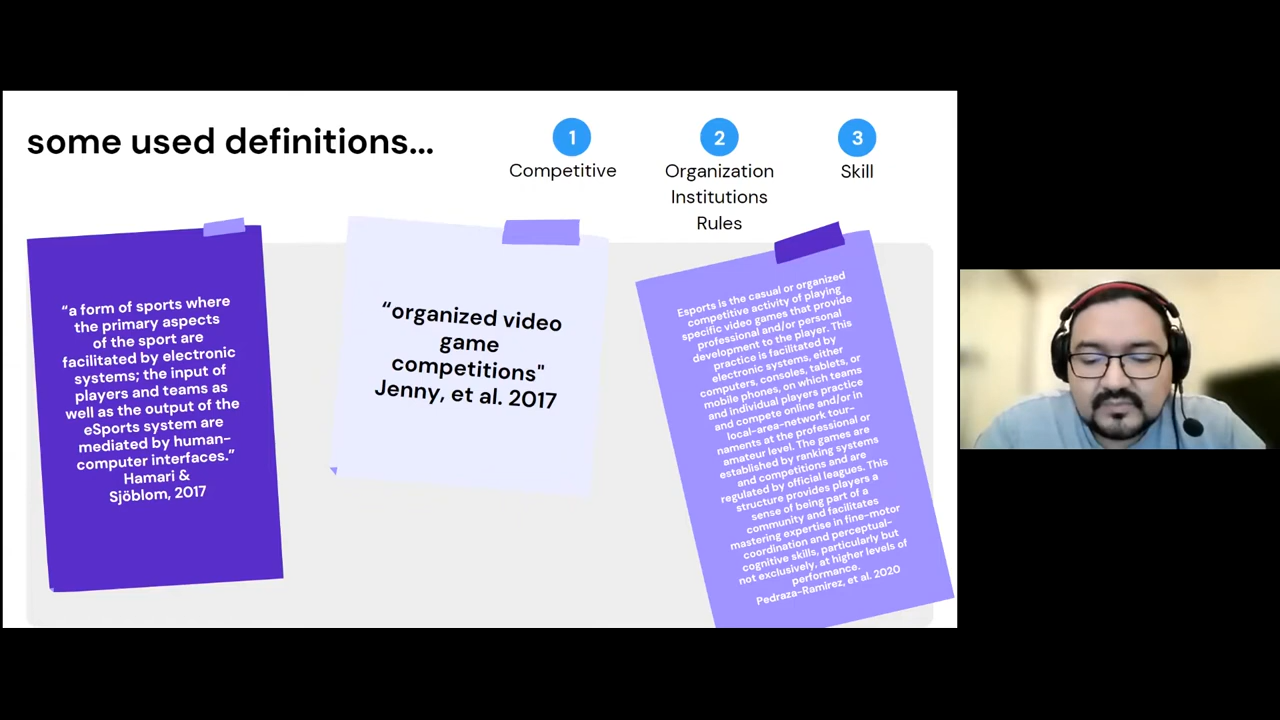 some used definitions...
1
Competitive
2
Organization
Institutions
Rules
3
Skill
“a form of sports where
the primary aspects
of the sport are
facilitated by electronic
systems; the input of
players and teams as
well as the output of the
eSports system are
mediated by human-
computer interfaces.”
Hamari &
Sjöblom, 2017
“organized video
game
competitions"
Jenny, et al. 2017
Esports is the casual or organized
competitive activity of playing
specific video games that provide
professional and/or personal
development to the player. This
practice is facilitated by
electronic systems, either
computers, consoles, tablets, or
mobile phones, on which teams
and individual players practice
and compete online and/or in
local-area-network tour-
naments at the professional or
amateur level. The games are
established by ranking systems
and competitions and are
regulated by official leagues. This
structure provides players a
sense of being part of a
community and facilitates
mastering expertise in fine-motor
coordination and perceptual-
cognitive skills, particularly but
not exclusively, at higher levels of
performance.
Pedraza-Ramirez, et al. 2020